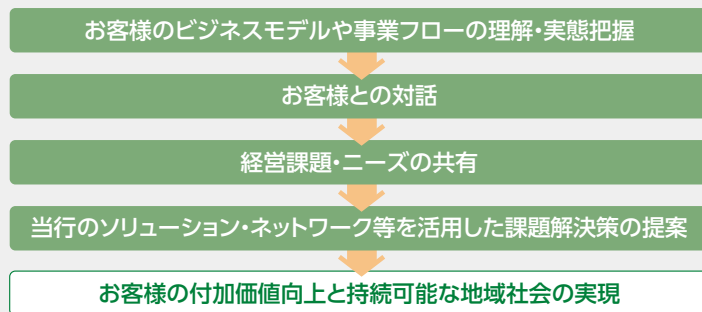 お客様のビジネスモデルや事業フローの理解・実態把握
お客様との対話
経営課題・ニーズの共有
当行のソリューション・ネットワーク等を活用した課題解決策の提案
お客様の付加価値向上と持続可能な地域社会の実現